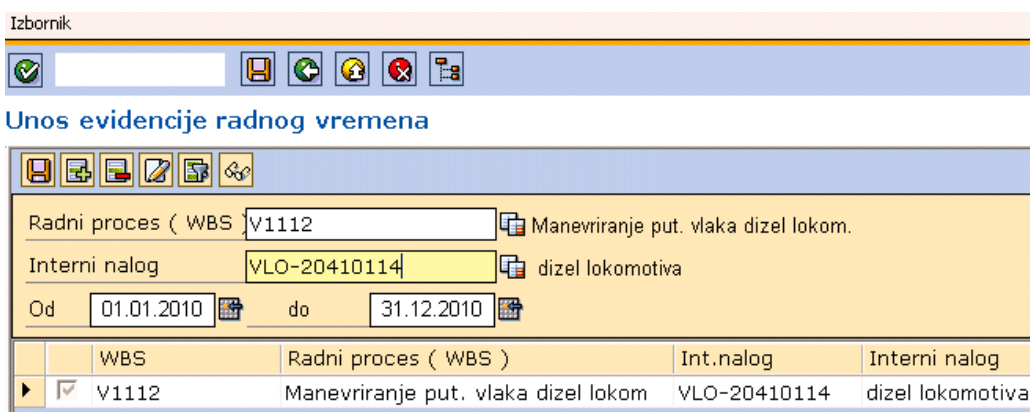 Izbornik
Unos evidencije radnog vremena
Radni proces ( WBS ) V1112 Manevriranje put. vlaka dizel lokom.
Interni nalog VLO-20410114 dizel lokomotiva
Od 01.01.2010 do 31.12.2010
WBS Radni proces ( WBS ) Int.nalog Interni nalog
V1112 Manevriranje put. vlaka dizel lokom VLO-20410114 dizel lokomotiva